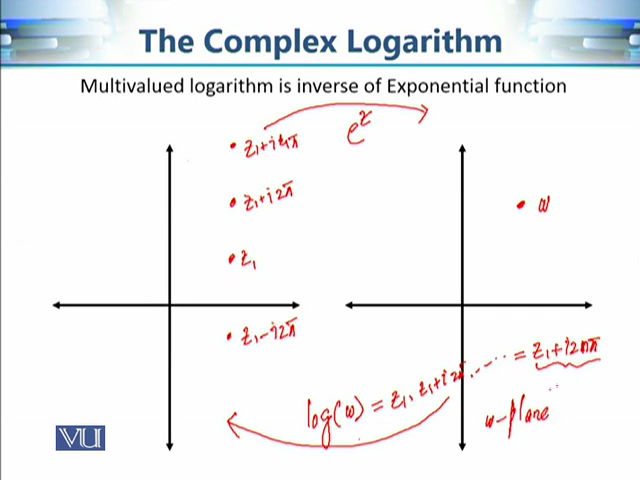 The Complex Logarithm
Multivalued logarithm is inverse of Exponential function
e^z
z₁+i4π
z₁+i2π
z₁
z₁-i2π
w
log(w) = z₁, z₁+i2π, ..... = z₁+i2nπ
w-plane
VU